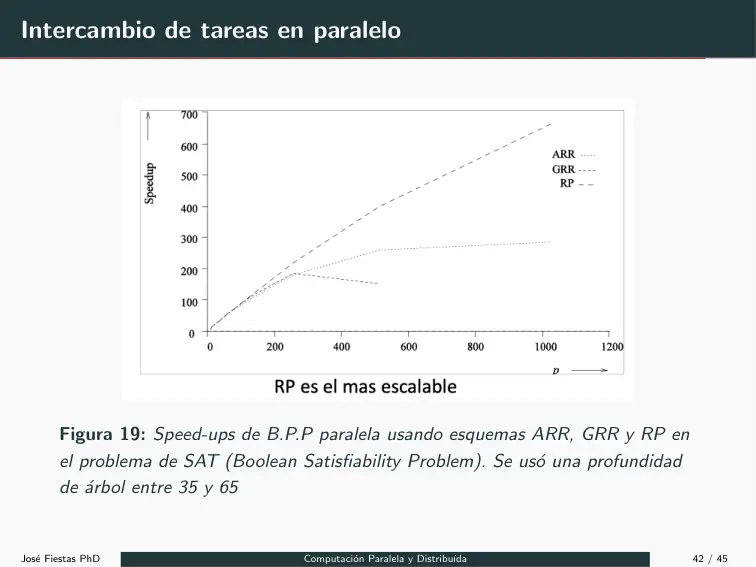 Intercambio de tareas en paralelo
700
600
500
400
300
200
100
0
Speedup
ARR
GRR
RP
0 200 400 600 800 1000 1200
p
RP es el mas escalable
Figura 19: Speed-ups de B.P.P paralela usando esquemas ARR, GRR y RP en
el problema de SAT (Boolean Satisfiability Problem). Se usó una profundidad
de árbol entre 35 y 65
José Fiestas PhD
Computación Paralela y Distribuída
42 / 45